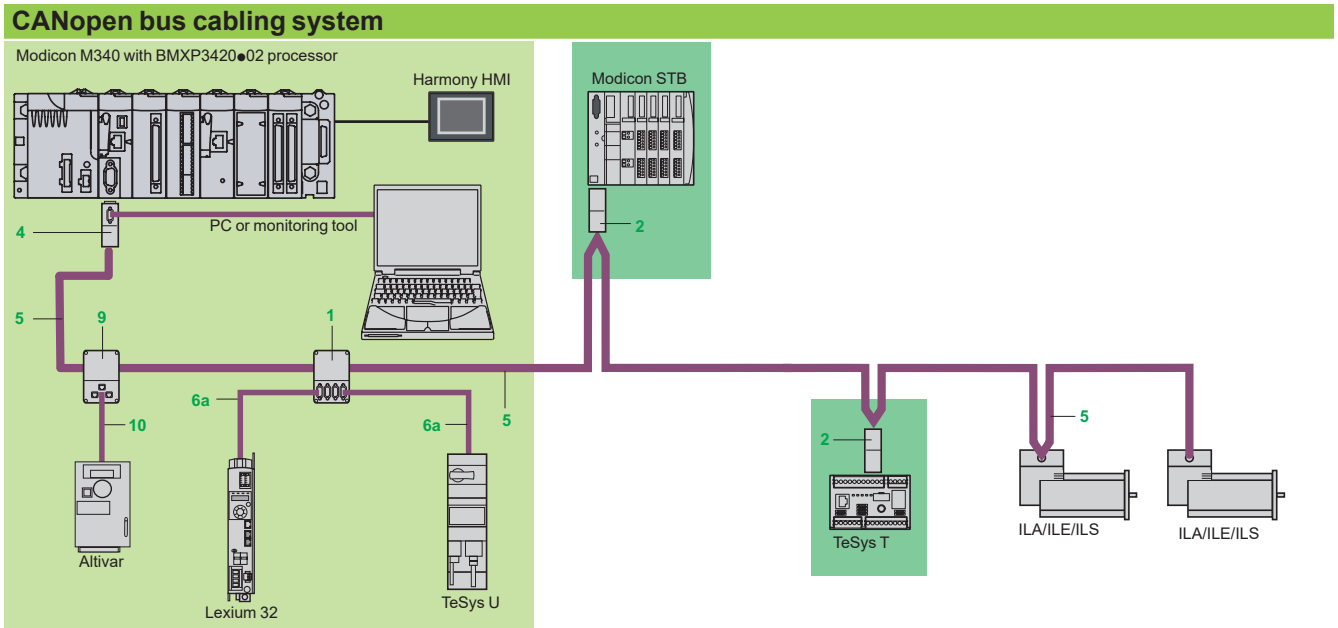 CANopen bus cabling system
Modicon M340 with BMXP3420●02 processor
Harmony HMI
Modicon STB
PC or monitoring tool
4
2
5
9
1
6a
10
6a
5
2
5
Altivar
Lexium 32
TeSys U
TeSys T
ILA/ILE/ILS
ILA/ILE/ILS